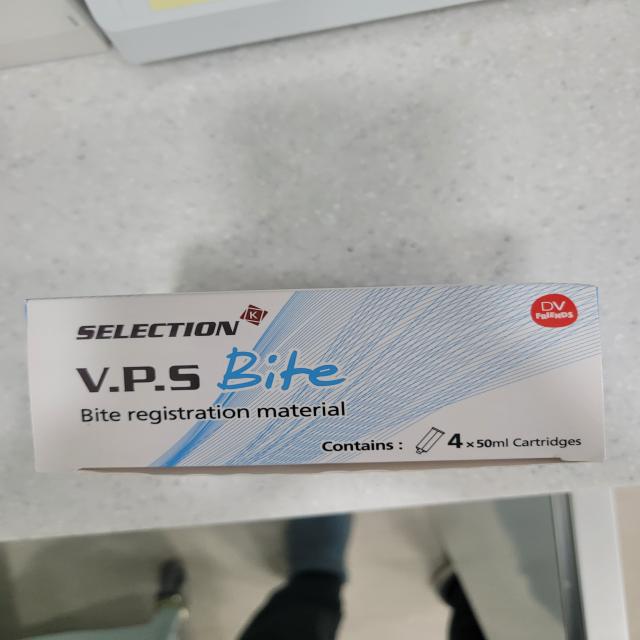 SELECTION K
DV
FRIENDS
V.P.S Bite
Bite registration material
Contains : 4 x 50ml Cartridges